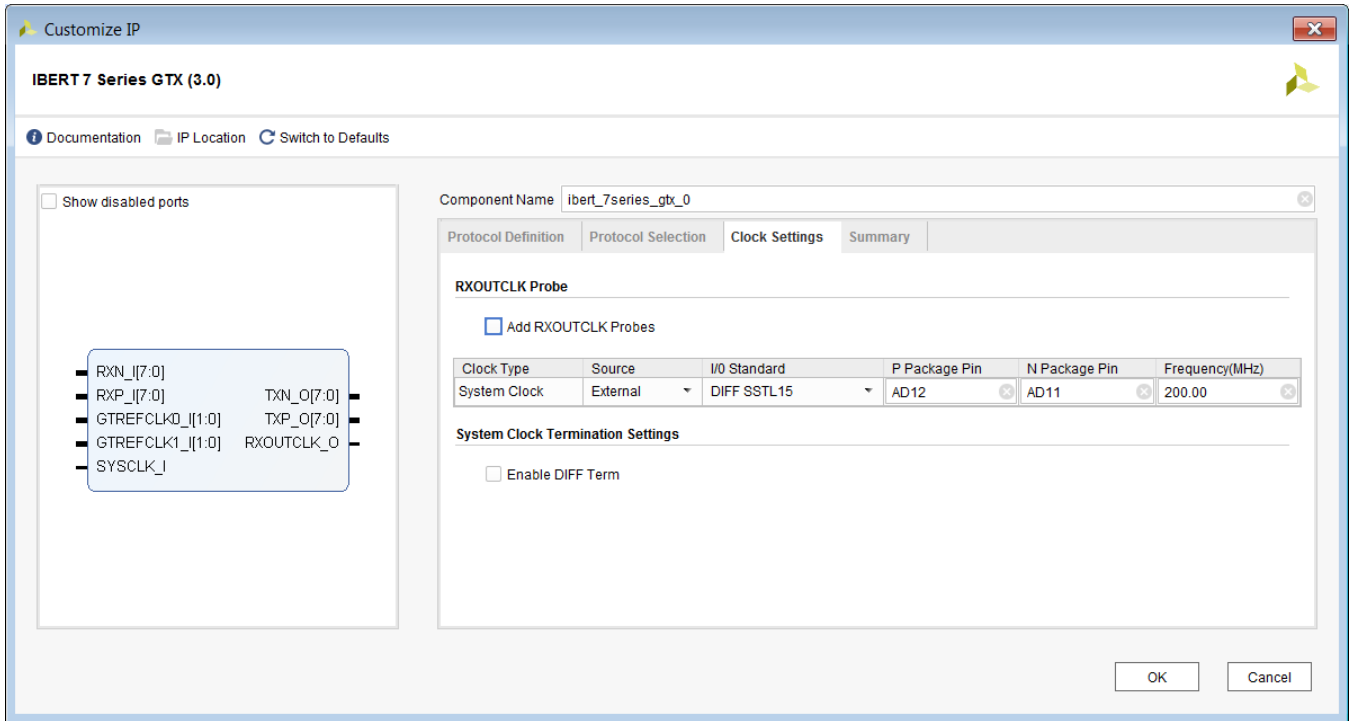 Customize IP
IBERT 7 Series GTX (3.0)
Documentation IP Location Switch to Defaults
Show disabled ports
RXN_I[7:0]
RXP_I[7:0] TXN_O[7:0]
GTREFCLK0_I[1:0] TXP_O[7:0]
GTREFCLK1_I[1:0] RXOUTCLK_O
SYSCLK_I
Component Name ibert_7series_gtx_0
Protocol Definition Protocol Selection Clock Settings Summary
RXOUTCLK Probe
Add RXOUTCLK Probes
Clock Type Source I/0 Standard P Package Pin N Package Pin Frequency(MHz)
System Clock External DIFF SSTL15 AD12 AD11 200.00
System Clock Termination Settings
Enable DIFF Term
OK Cancel